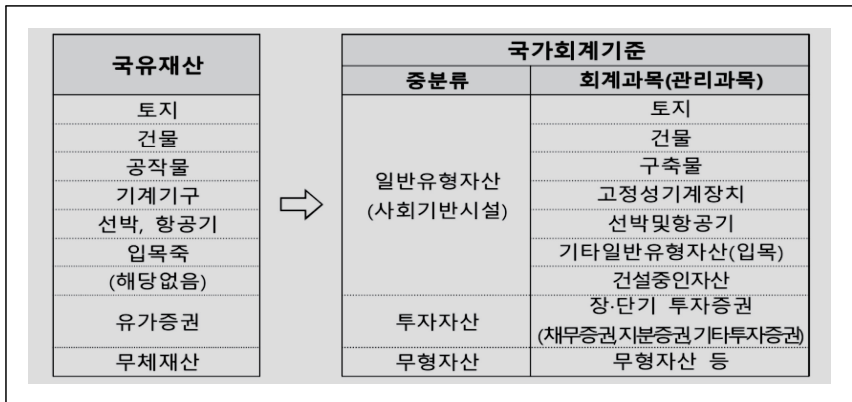 국유재산
국가회계기준
중분류
회계과목(관리과목)
토지
토지
건물
건물
공작물
구축물
일반유형자산
(사회기반시설)
기계기구
고정성기계장치
선박, 항공기
선박및항공기
입목죽
기타일반유형자산(입목)
(해당없음)
건설중인자산
유가증권
투자자산
장·단기 투자증권
(채무증권,지분증권,기타투자증권)
무체재산
무형자산
무형자산 등